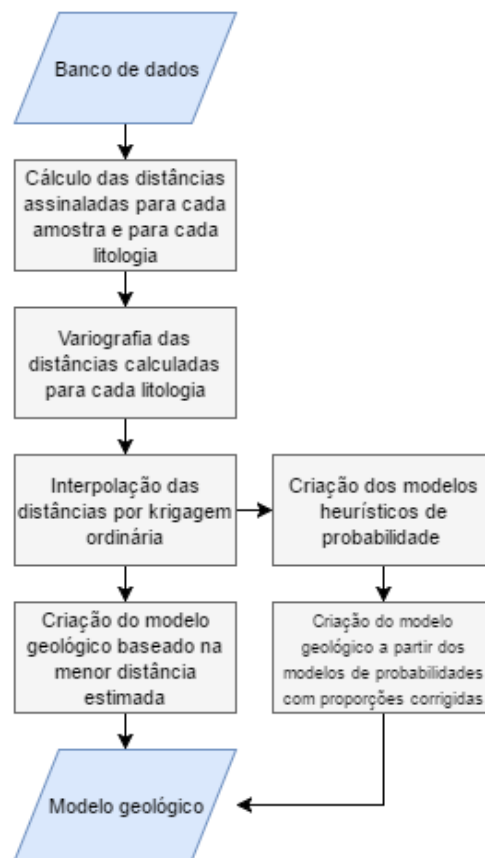 Banco de dados
Cálculo das distâncias
assinaladas para cada
amostra e para cada
litologia
Variografia das
distâncias calculadas
para cada litologia
Interpolação das
distâncias por krigagem
ordinária
Criação dos modelos
heurísticos de
probabilidade
Criação do modelo
geológico baseado na
menor distância
estimada
Criação do modelo
geológico a partir dos
modelos de probabilidades
com proporções corrigidas
Modelo geológico